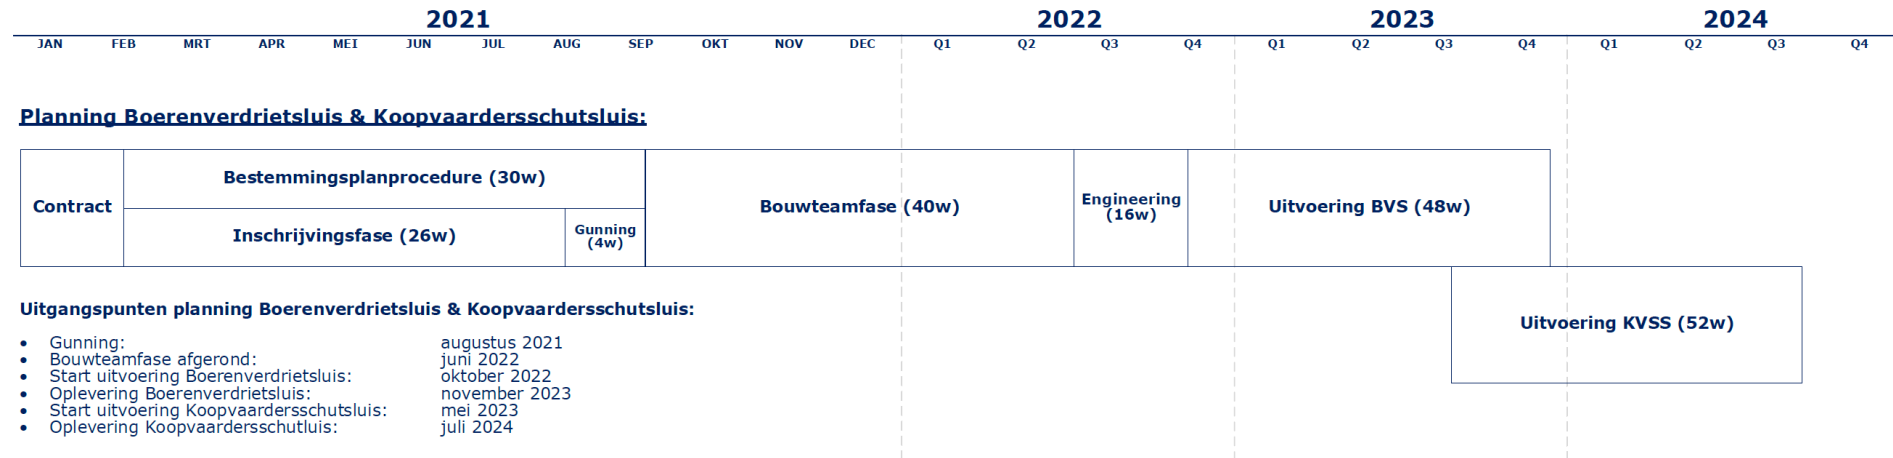 2021 2022 2023 2024
JAN FEB MRT APR MEI JUN JUL AUG SEP OKT NOV DEC Q1 Q2 Q3 Q4 Q1 Q2 Q3 Q4 Q1 Q2 Q3 Q4
Planning Boerenverdrietsluis & Koopvaardersschutsluis:
Contract
Bestemmingsplanprocedure (30w)
Inschrijvingsfase (26w)
Gunning
(4w)
Bouwteamfase (40w)
Engineering
(16w)
Uitvoering BVS (48w)
Uitvoering KVSS (52w)
Uitgangspunten planning Boerenverdrietsluis & Koopvaardersschutsluis:
• Gunning: augustus 2021
• Bouwteamfase afgerond: juni 2022
• Start uitvoering Boerenverdrietsluis: oktober 2022
• Oplevering Boerenverdrietsluis: november 2023
• Start uitvoering Koopvaardersschutsluis: mei 2023
• Oplevering Koopvaardersschutluis: juli 2024